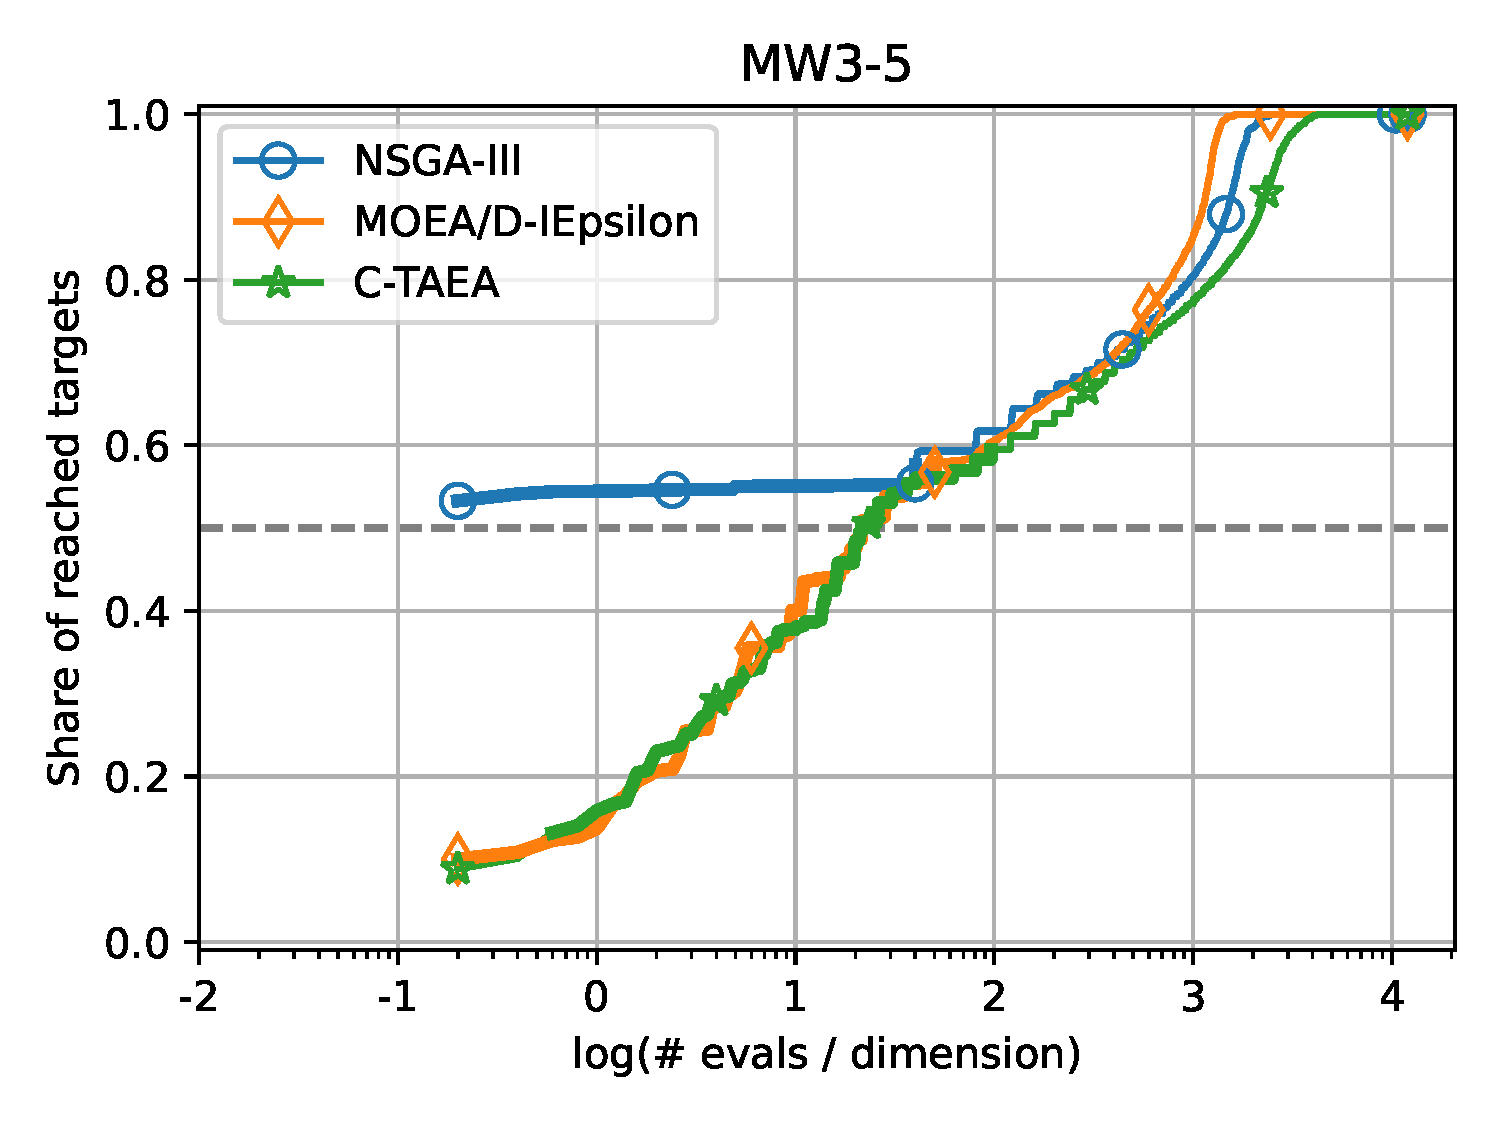 MW3-5
1.0
0.8
0.6
0.4
0.2
0.0
Share of reached targets
NSGA-III
MOEA/D-IEpsilon
C-TAEA
-2 -1 0 1 2 3 4
log(# evals / dimension)